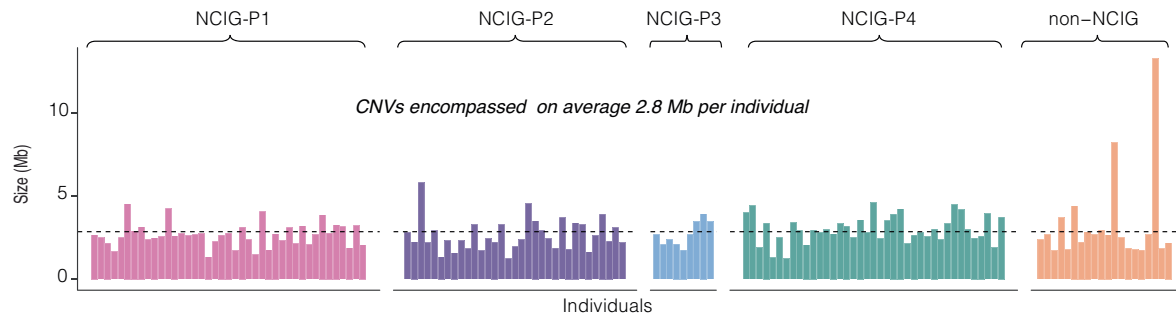 NCIG-P1 NCIG-P2 NCIG-P3 NCIG-P4 non−NCIG
CNVs encompassed on average 2.8 Mb per individual
Size (Mb)
10
5
0
Individuals